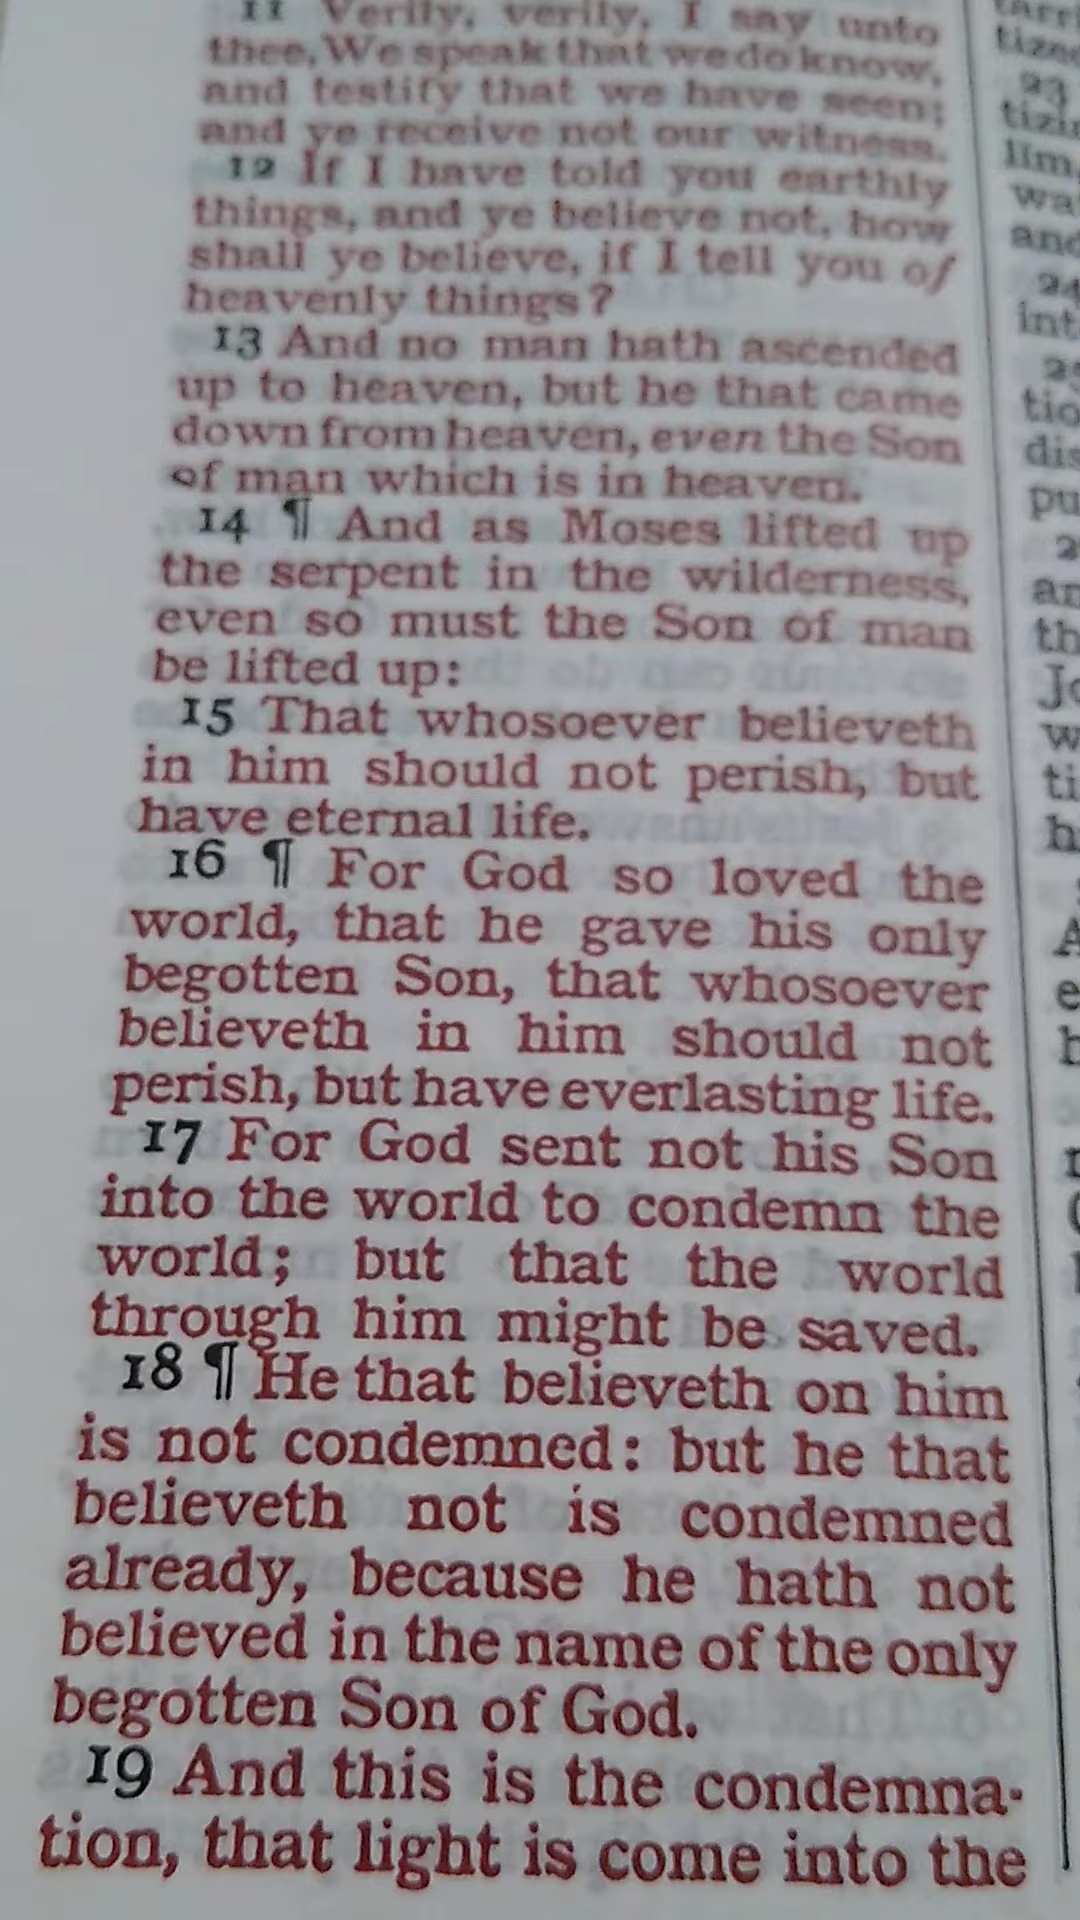 11 Verily, verily, I say unto
thee, We speak that we do know,
and testify that we have seen;
and ye receive not our witness.
12 If I have told you earthly
things, and ye believe not, how
shall ye believe, if I tell you of
heavenly things?
13 And no man hath ascended
up to heaven, but he that came
down from heaven, even the Son
of man which is in heaven.
14 ¶ And as Moses lifted up
the serpent in the wilderness,
even so must the Son of man
be lifted up:
15 That whosoever believeth
in him should not perish, but
have eternal life.
16 ¶ For God so loved the
world, that he gave his only
begotten Son, that whosoever
believeth in him should not
perish, but have everlasting life.
17 For God sent not his Son
into the world to condemn the
world; but that the world
through him might be saved.
18 ¶ He that believeth on him
is not condemned: but he that
believeth not is condemned
already, because he hath not
believed in the name of the only
begotten Son of God.
19 And this is the condemna-
tion, that light is come into the
23
lim,
and
24